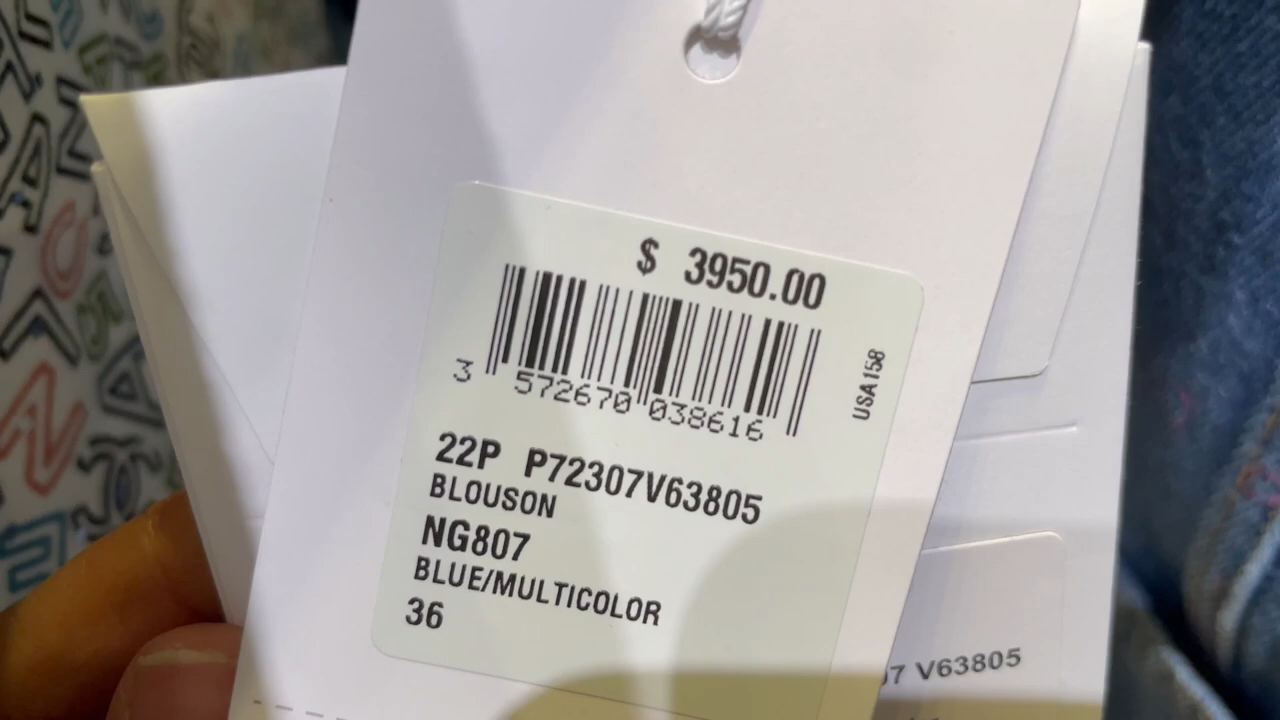 $ 3950.00
3 572670 038616
USA158
22P P72307V63805
BLOUSON
NG807
BLUE/MULTICOLOR
36
7 V63805